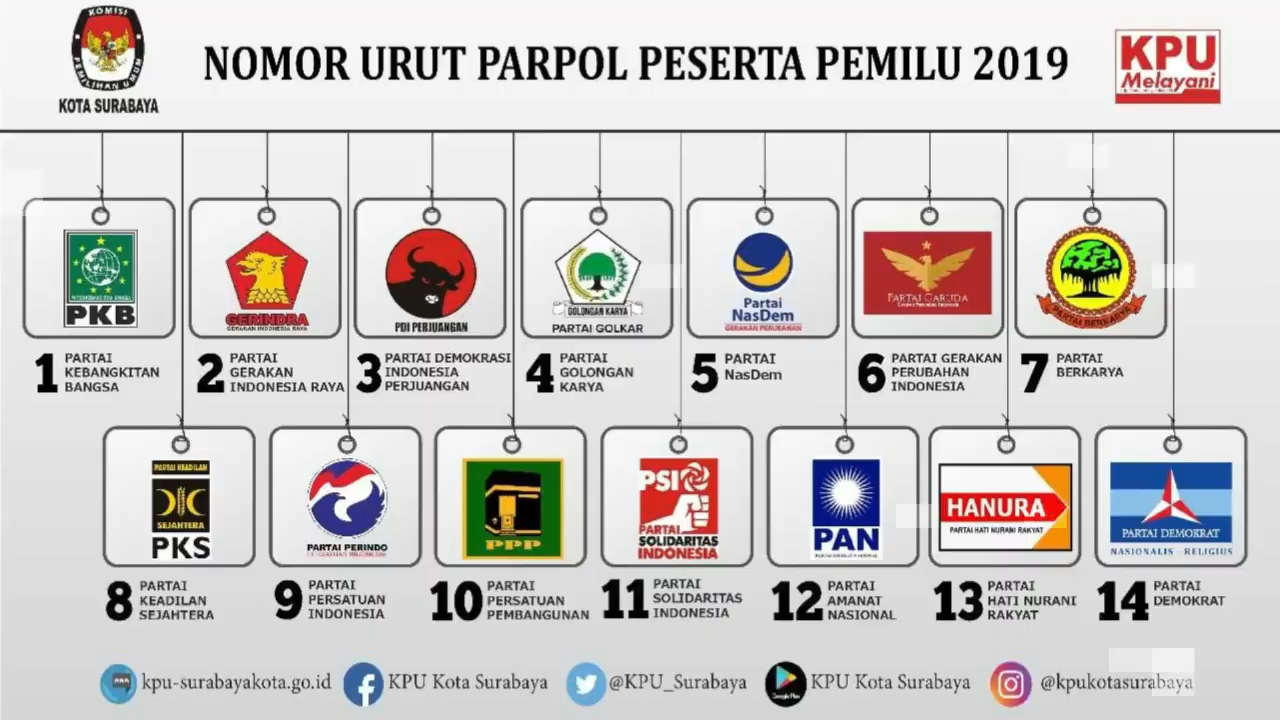 KOMISI
PEMILIHAN UMUM
KOTA SURABAYA
NOMOR URUT PARPOL PESERTA PEMILU 2019
KPU
Melayani
PKB
GERINDRA
GERAKAN INDONESIA RAYA
PDI PERJUANGAN
GOLONGAN KARYA
PARTAI GOLKAR
Partai
NasDem
GERAKAN PERUBAHAN
PARTAI GARUDA
PARTAI BERKARYA
1 PARTAI
KEBANGKITAN
BANGSA
2 PARTAI
GERAKAN
INDONESIA RAYA
3 PARTAI DEMOKRASI
INDONESIA
PERJUANGAN
4 PARTAI
GOLONGAN
KARYA
5 PARTAI
NasDem
6 PARTAI GERAKAN
PERUBAHAN
INDONESIA
7 PARTAI
BERKARYA
PARTAI KEADILAN
SEJAHTERA
PKS
PARTAI PERINDO
PPP
PSI
PARTAI
SOLIDARITAS
INDONESIA
PAN
HANURA
PARTAI HATI NURANI RAKYAT
PARTAI DEMOKRAT
NASIONALIS - RELIGIUS
8 PARTAI
KEADILAN
SEJAHTERA
9 PARTAI
PERSATUAN
INDONESIA
10 PARTAI
PERSATUAN
PEMBANGUNAN
11 PARTAI
SOLIDARITAS
INDONESIA
12 PARTAI
AMANAT
NASIONAL
13 PARTAI
HATI NURANI
RAKYAT
14 PARTAI
DEMOKRAT
kpu-surabayakota.go.id
KPU Kota Surabaya
@KPU_Surabaya
Google Play
KPU Kota Surabaya
@kpukotasurabaya